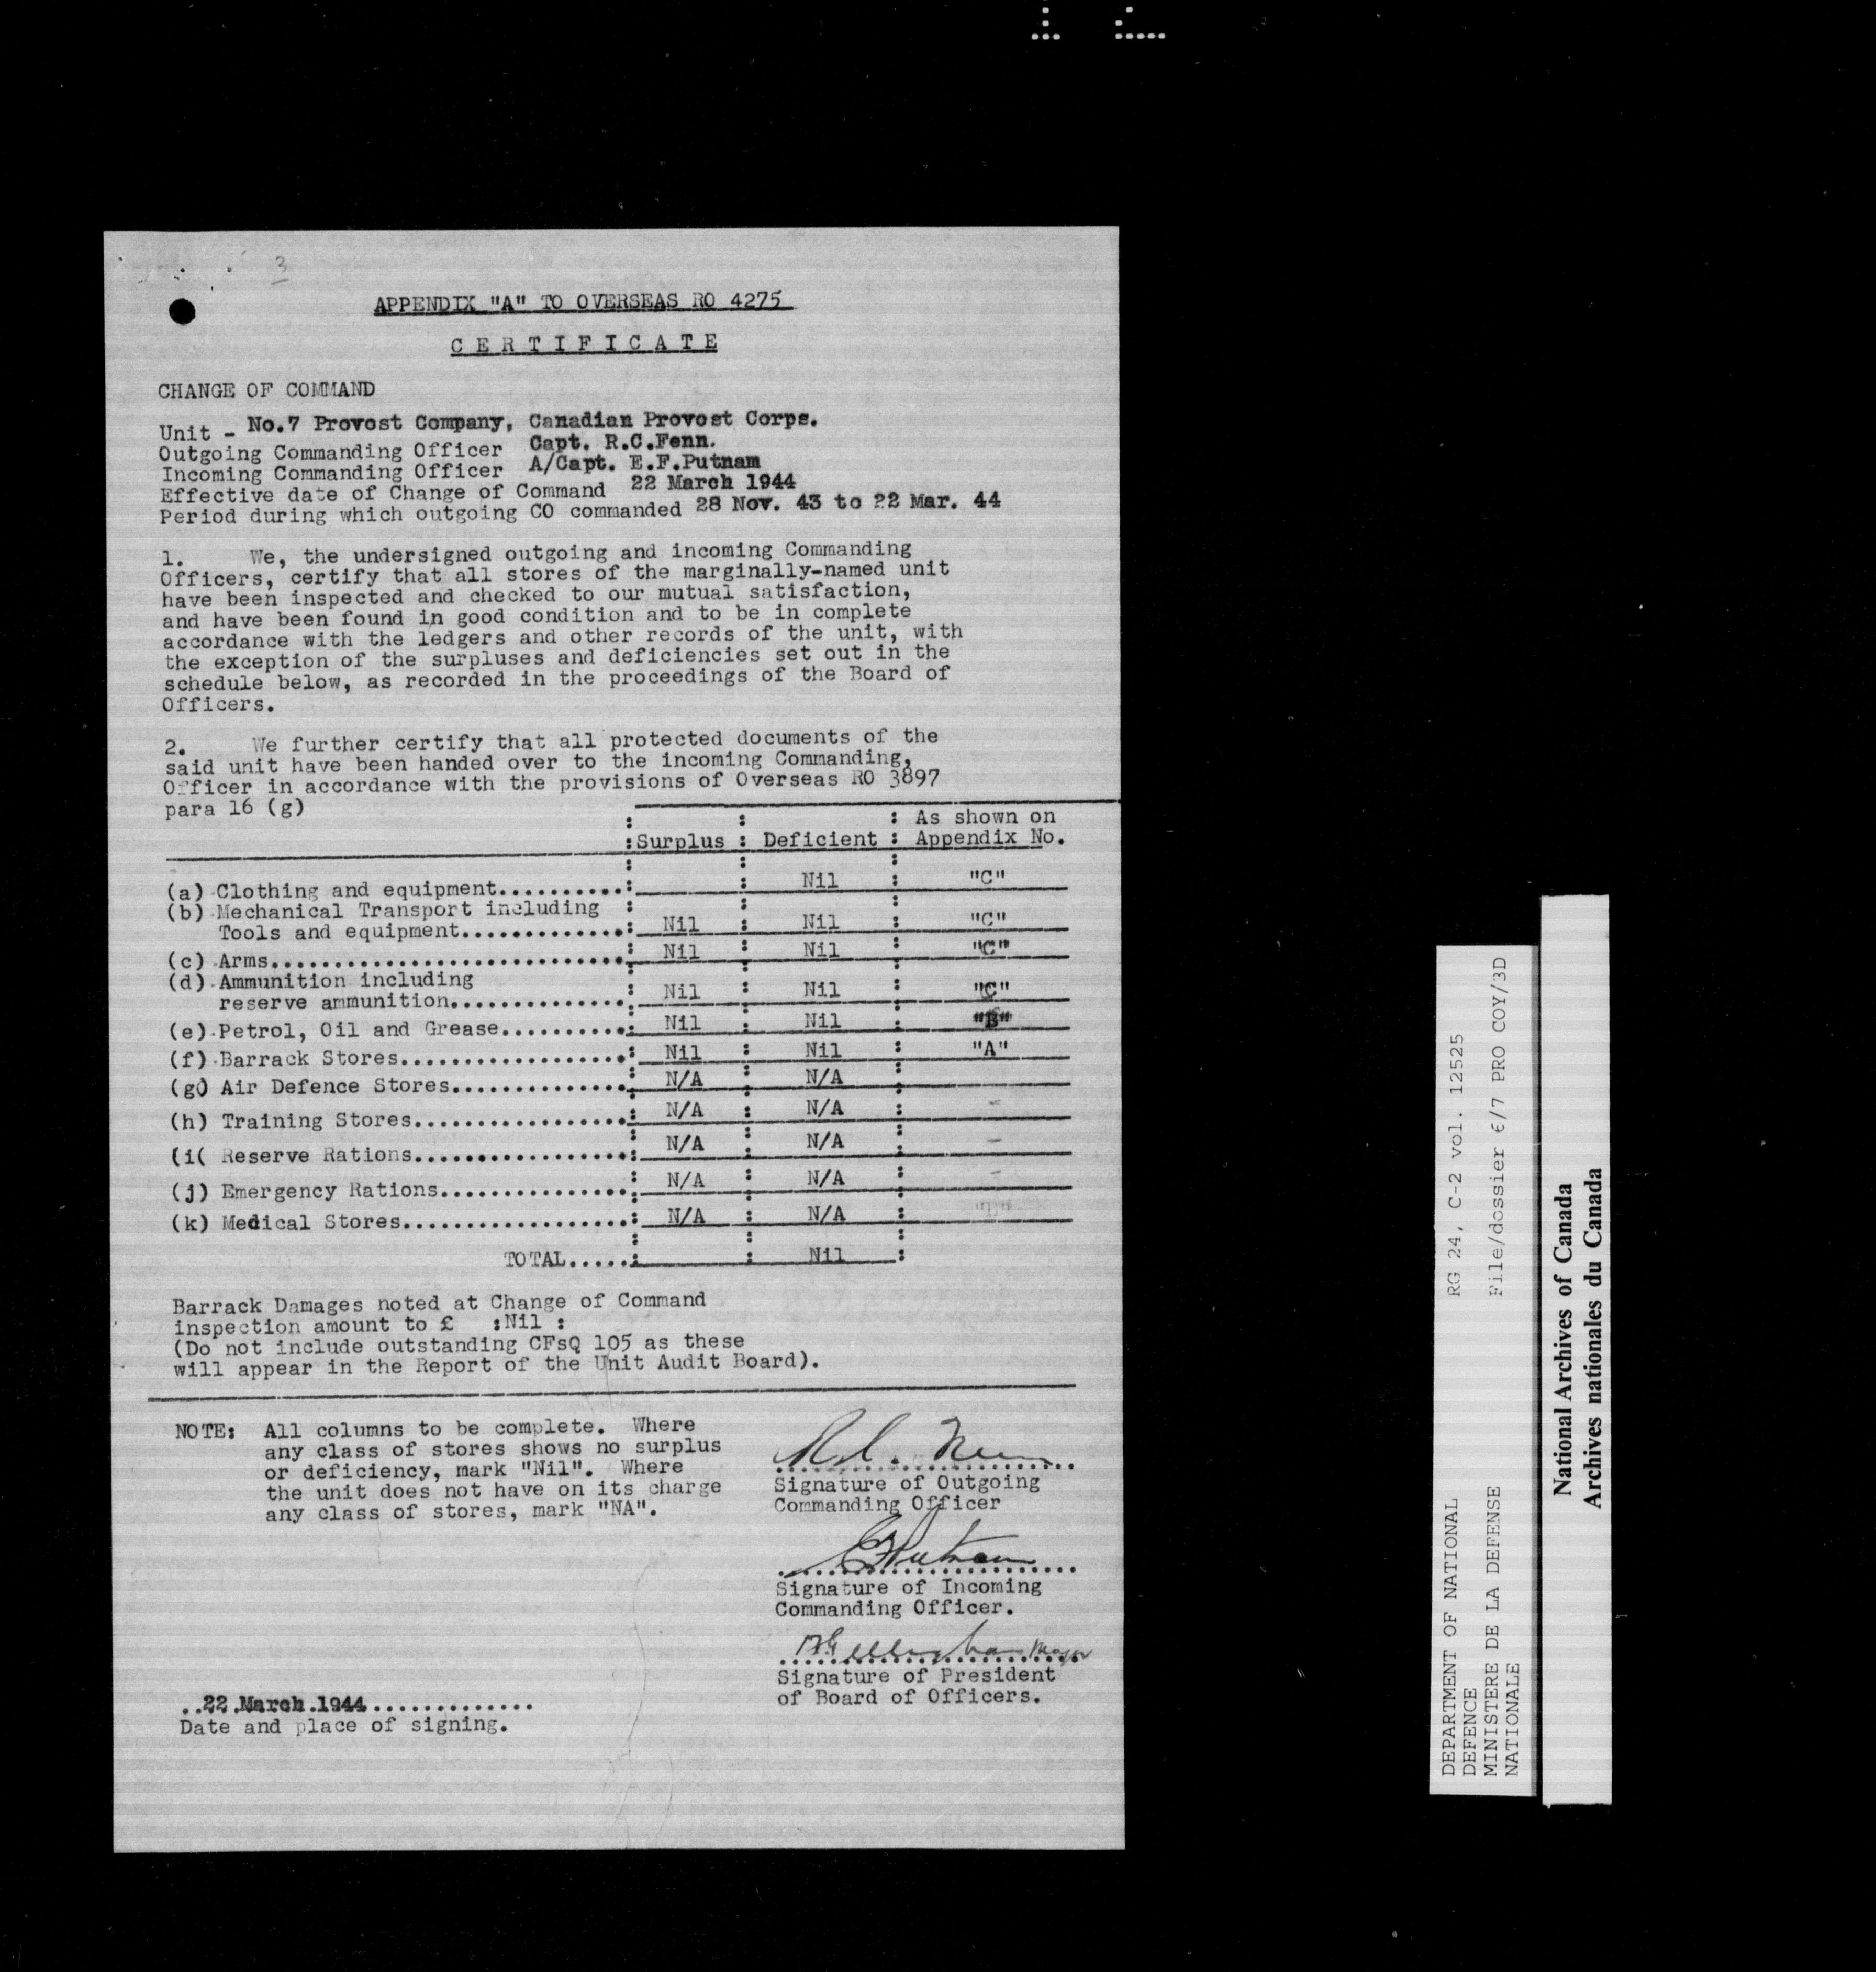 3
APPENDIX "A" TO OVERSEAS RO 4275
C E R T I F I C A T E
CHANGE OF COMMAND
Unit - No.7 Provost Company, Canadian Provost Corps.
Outgoing Commanding Officer Capt. R.C.Fenn.
Incoming Commanding Officer A/Capt. E.F.Putnam
Effective date of Change of Command 22 March 1944
Period during which outgoing CO commanded 28 Nov. 43 to 22 Mar. 44
1. We, the undersigned outgoing and incoming Commanding
Officers, certify that all stores of the marginally-named unit
have been inspected and checked to our mutual satisfaction,
and have been found in good condition and to be in complete
accordance with the ledgers and other records of the unit, with
the exception of the surpluses and deficiencies set out in the
schedule below, as recorded in the proceedings of the Board of
Officers.
2. We further certify that all protected documents of the
said unit have been handed over to the incoming Commanding,
Officer in accordance with the provisions of Overseas RO 3897
para 16 (g)
: : : As shown on
:Surplus : Deficient : Appendix No.
(a) Clothing and equipment..........: : Nil : "C"
(b) Mechanical Transport including
Tools and equipment.............: Nil : Nil : "C"
(c) Arms............................: Nil : Nil : "C"
(d) Ammunition including
reserve ammunition..............: Nil : Nil : "C"
(e) Petrol, Oil and Grease..........: Nil : Nil : "B"
(f) Barrack Stores..................: Nil : Nil : "A"
(g) Air Defence Stores..............: N/A : N/A :
(h) Training Stores.................: N/A : N/A : -
(i( Reserve Rations.................: N/A : N/A : -
(j) Emergency Rations...............: N/A : N/A : -
(k) Medical Stores..................: N/A : N/A : "E"
TOTAL.....: : Nil :
Barrack Damages noted at Change of Command
inspection amount to £ :Nil :
(Do not include outstanding CFsQ 105 as these
will appear in the Report of the Unit Audit Board).
NOTE: All columns to be complete. Where
any class of stores shows no surplus
or deficiency, mark "Nil". Where
the unit does not have on its charge
any class of stores, mark "NA".
Signature of Outgoing
Commanding Officer
EFPutnam
Signature of Incoming
Commanding Officer.
Major
Signature of President
of Board of Officers.
..22 March 1944..............
Date and place of signing.
DEPARTMENT OF NATIONAL
DEFENCE
MINISTERE DE LA DEFENSE
NATIONALE
RG 24, C-2 vol. 12525
File/dossier 6/7 PRO COY/3D
National Archives of Canada
Archives nationales du Canada